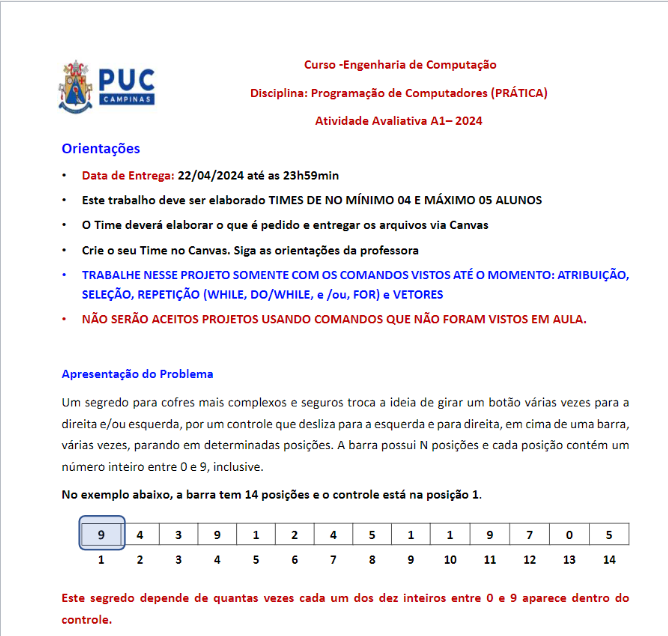 PUC
CAMPINAS
Curso -Engenharia de Computação
Disciplina: Programação de Computadores (PRÁTICA)
Atividade Avaliativa A1– 2024
Orientações
• Data de Entrega: 22/04/2024 até as 23h59min
• Este trabalho deve ser elaborado TIMES DE NO MÍNIMO 04 E MÁXIMO 05 ALUNOS
• O Time deverá elaborar o que é pedido e entregar os arquivos via Canvas
• Crie o seu Time no Canvas. Siga as orientações da professora
• TRABALHE NESSE PROJETO SOMENTE COM OS COMANDOS VISTOS ATÉ O MOMENTO: ATRIBUIÇÃO,
SELEÇÃO, REPETIÇÃO (WHILE, DO/WHILE, e /ou, FOR) e VETORES
• NÃO SERÃO ACEITOS PROJETOS USANDO COMANDOS QUE NÃO FORAM VISTOS EM AULA.
Apresentação do Problema
Um segredo para cofres mais complexos e seguros troca a ideia de girar um botão várias vezes para a
direita e/ou esquerda, por um controle que desliza para a esquerda e para direita, em cima de uma barra,
várias vezes, parando em determinadas posições. A barra possui N posições e cada posição contém um
número inteiro entre 0 e 9, inclusive.
No exemplo abaixo, a barra tem 14 posições e o controle está na posição 1.
9 4 3 9 1 2 4 5 1 1 9 7 0 5
1 2 3 4 5 6 7 8 9 10 11 12 13 14
Este segredo depende de quantas vezes cada um dos dez inteiros entre 0 e 9 aparece dentro do
controle.